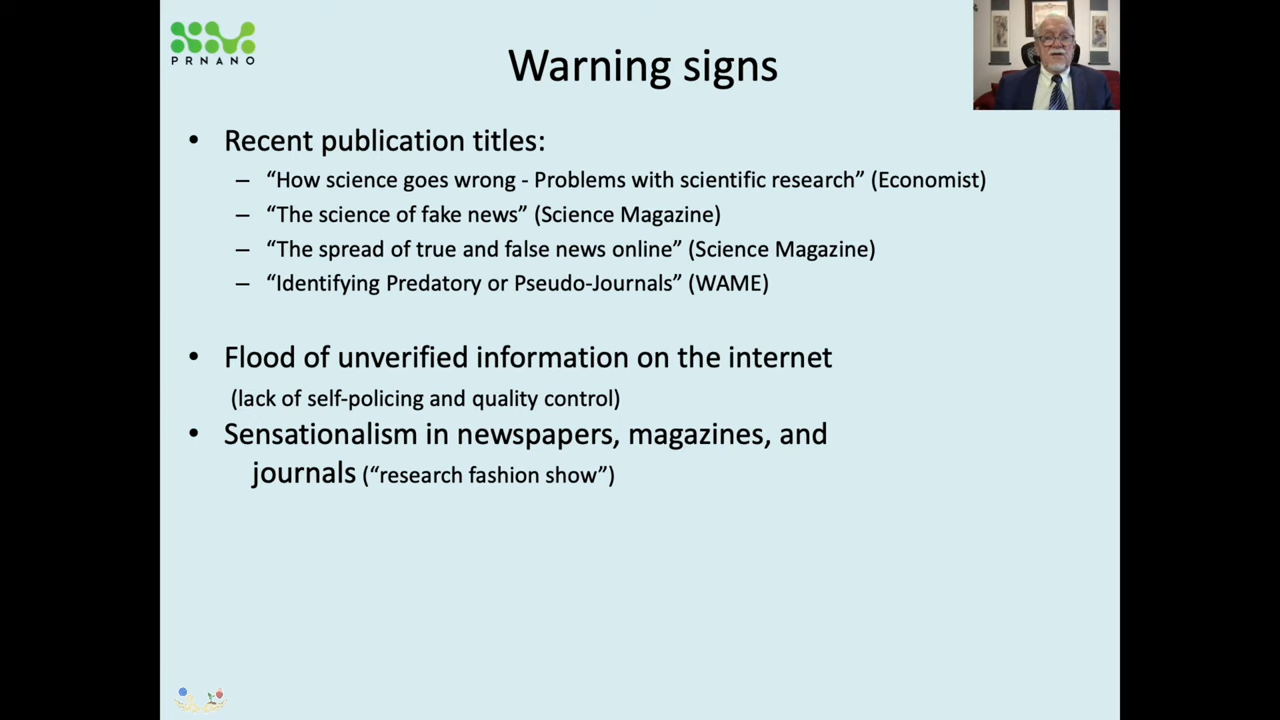 PRNANO
Warning signs
• Recent publication titles:
– “How science goes wrong - Problems with scientific research” (Economist)
– “The science of fake news” (Science Magazine)
– “The spread of true and false news online” (Science Magazine)
– “Identifying Predatory or Pseudo-Journals” (WAME)
• Flood of unverified information on the internet
(lack of self-policing and quality control)
• Sensationalism in newspapers, magazines, and
journals (“research fashion show”)